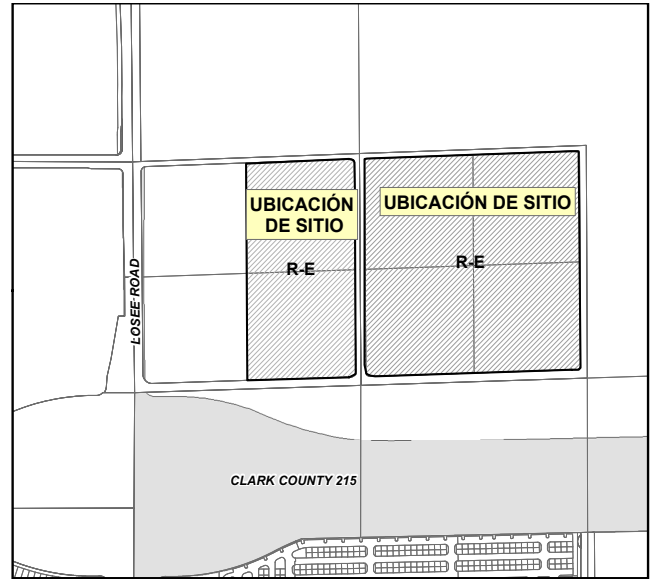 UBICACIÓN
DE SITIO
UBICACIÓN DE SITIO
R-E
R-E
LOSEE ROAD
CLARK COUNTY 215